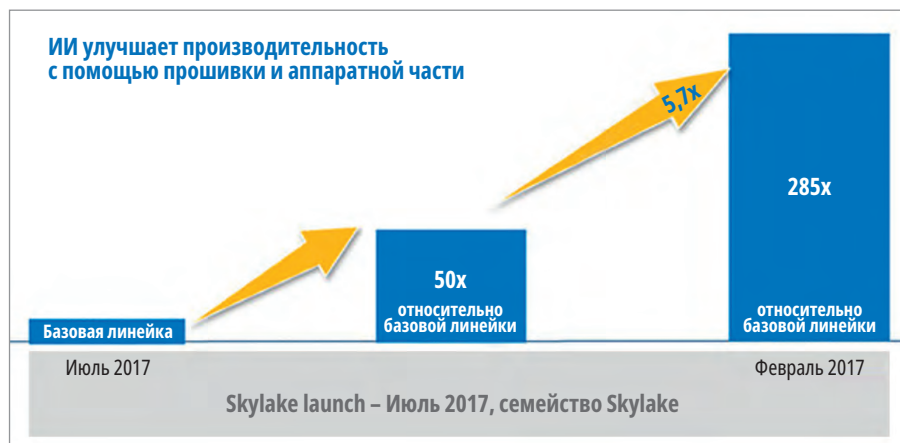 ИИ улучшает производительность
с помощью прошивки и аппаратной части
5,7x
285x
50x
относительно
базовой линейки
относительно
базовой линейки
Базовая линейка
Июль 2017
Февраль 2017
Skylake launch – Июль 2017, семейство Skylake